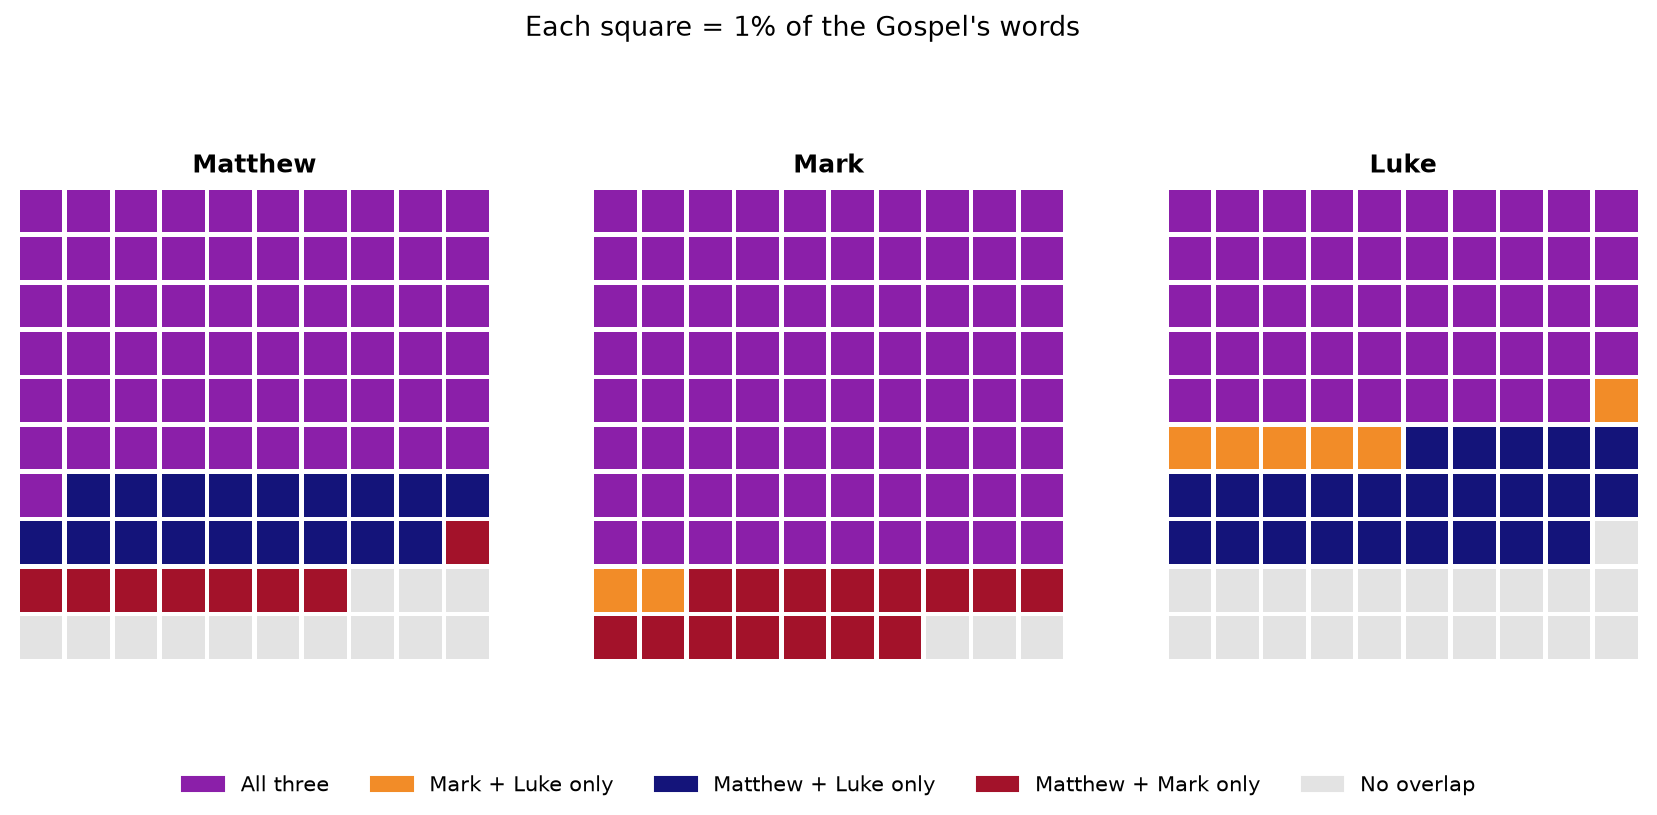 Each square = 1% of the Gospel's words
Matthew
Mark
Luke
All three
Mark + Luke only
Matthew + Luke only
Matthew + Mark only
No overlap